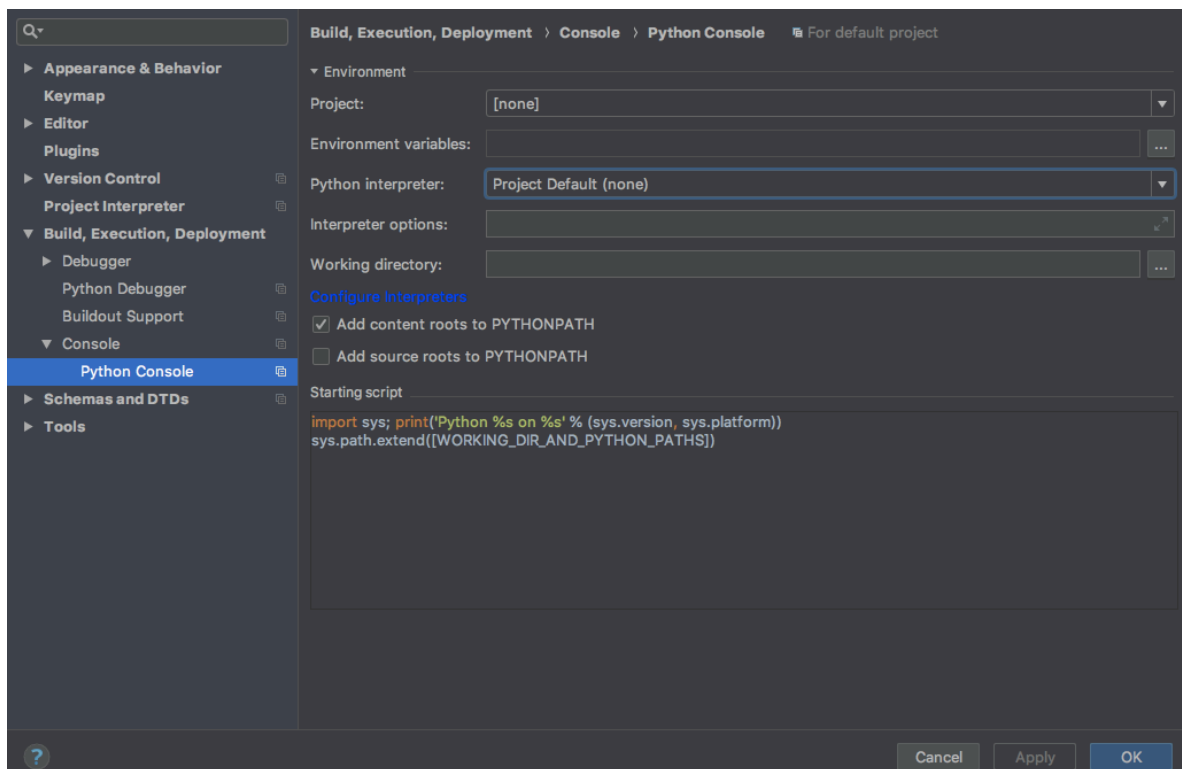 Build, Execution, Deployment › Console › Python Console For default project
Appearance & Behavior
Keymap
Editor
Plugins
Version Control
Project Interpreter
Build, Execution, Deployment
Debugger
Python Debugger
Buildout Support
Console
Python Console
Schemas and DTDs
Tools
Environment
Project: [none]
Environment variables: ...
Python interpreter: Project Default (none)
Interpreter options:
Working directory: ...
Configure Interpreters
Add content roots to PYTHONPATH
Add source roots to PYTHONPATH
Starting script
import sys; print('Python %s on %s' % (sys.version, sys.platform))
sys.path.extend([WORKING_DIR_AND_PYTHON_PATHS])
?
Cancel Apply OK